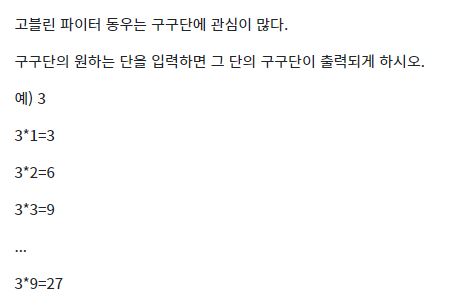 고블린 파이터 동우는 구구단에 관심이 많다.
구구단의 원하는 단을 입력하면 그 단의 구구단이 출력되게 하시오.
예) 3
3*1=3
3*2=6
3*3=9
...
3*9=27